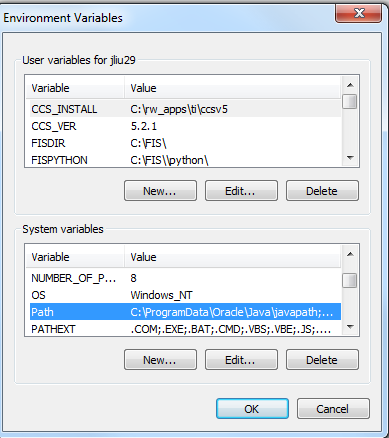 Environment Variables
User variables for jliu29
Variable Value
CCS_INSTALL C:\rw_apps\ti\ccsv5
CCS_VER 5.2.1
FISDIR C:\FIS\
FISPYTHON C:\FIS\\python\
New... Edit... Delete
System variables
Variable Value
NUMBER_OF_P... 8
OS Windows_NT
Path C:\ProgramData\Oracle\Java\javapath;...
PATHEXT .COM;.EXE;.BAT;.CMD;.VBS;.VBE;.JS;....
New... Edit... Delete
OK Cancel